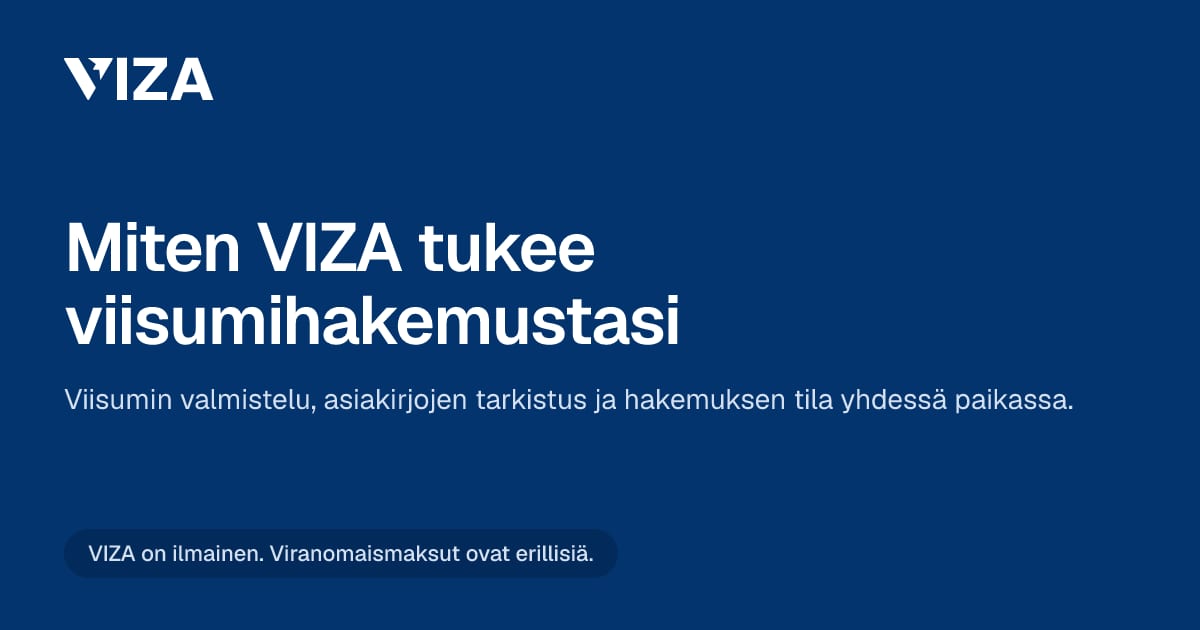 VIZA
Miten VIZA tukee
viisumihakemustasi
Viisumin valmistelu, asiakirjojen tarkistus ja hakemuksen tila yhdessä paikassa.
VIZA on ilmainen. Viranomaismaksut ovat erillisiä.